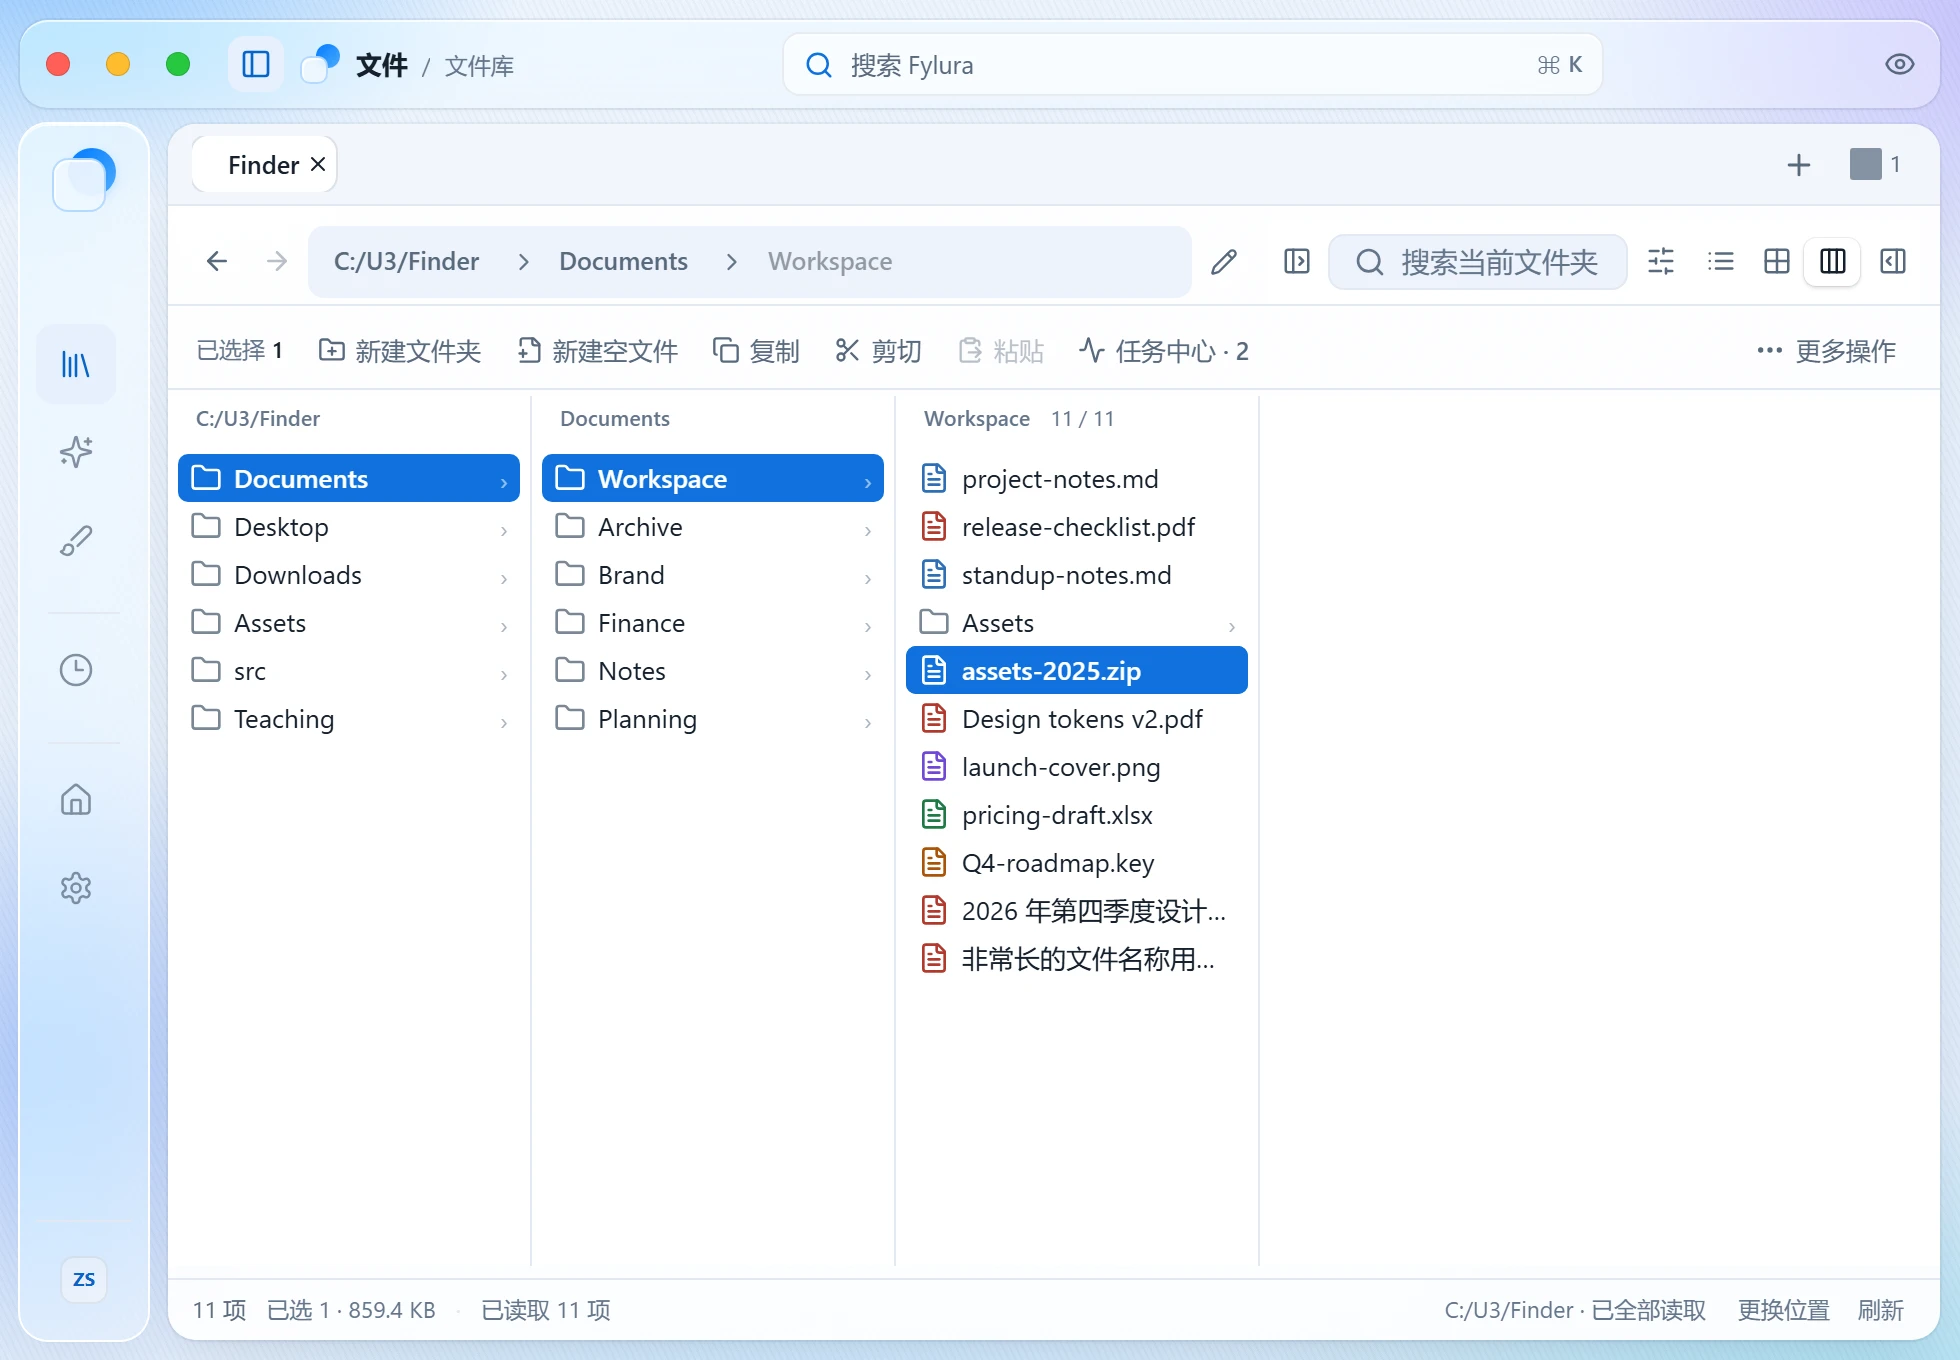 文件 / 文件库
搜索 Fylura
⌘ K
Finder
1
C:/U3/Finder > Documents > Workspace
搜索当前文件夹
已选择 1
新建文件夹
新建空文件
复制
剪切
粘贴
任务中心 · 2
更多操作
C:/U3/Finder
Documents
Desktop
Downloads
Assets
src
Teaching
Documents
Workspace
Archive
Brand
Finance
Notes
Planning
Workspace 11 / 11
project-notes.md
release-checklist.pdf
standup-notes.md
Assets
assets-2025.zip
Design tokens v2.pdf
launch-cover.png
pricing-draft.xlsx
Q4-roadmap.key
2026 年第四季度设计...
非常长的文件名称用...
ZS
11 项 已选 1 · 859.4 KB · 已读取 11 项
C:/U3/Finder · 已全部读取 更换位置 刷新